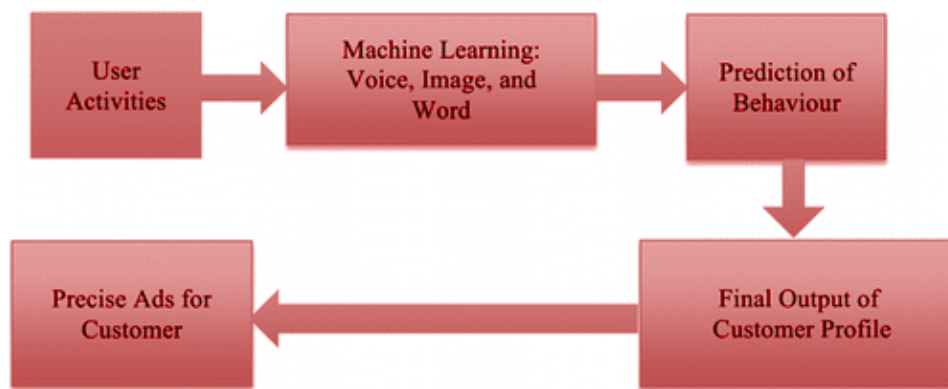 User
Activities
Machine Learning:
Voice, Image, and
Word
Prediction of
Behaviour
Final Output of
Customer Profile
Precise Ads for
Customer